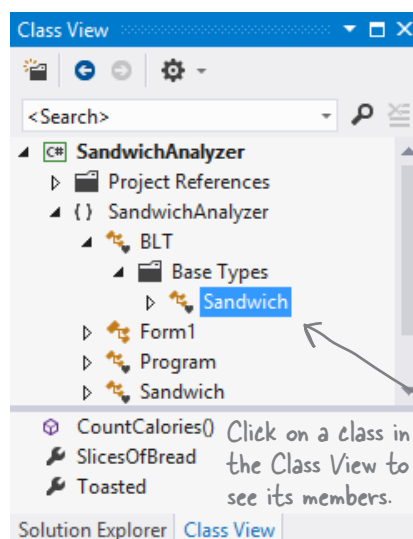 Class View
<Search>
C# SandwichAnalyzer
Project References
{ } SandwichAnalyzer
BLT
Base Types
Sandwich
Form1
Program
Sandwich
CountCalories()
SlicesOfBread
Toasted
Click on a class in
the Class View to
see its members.
Solution Explorer Class View